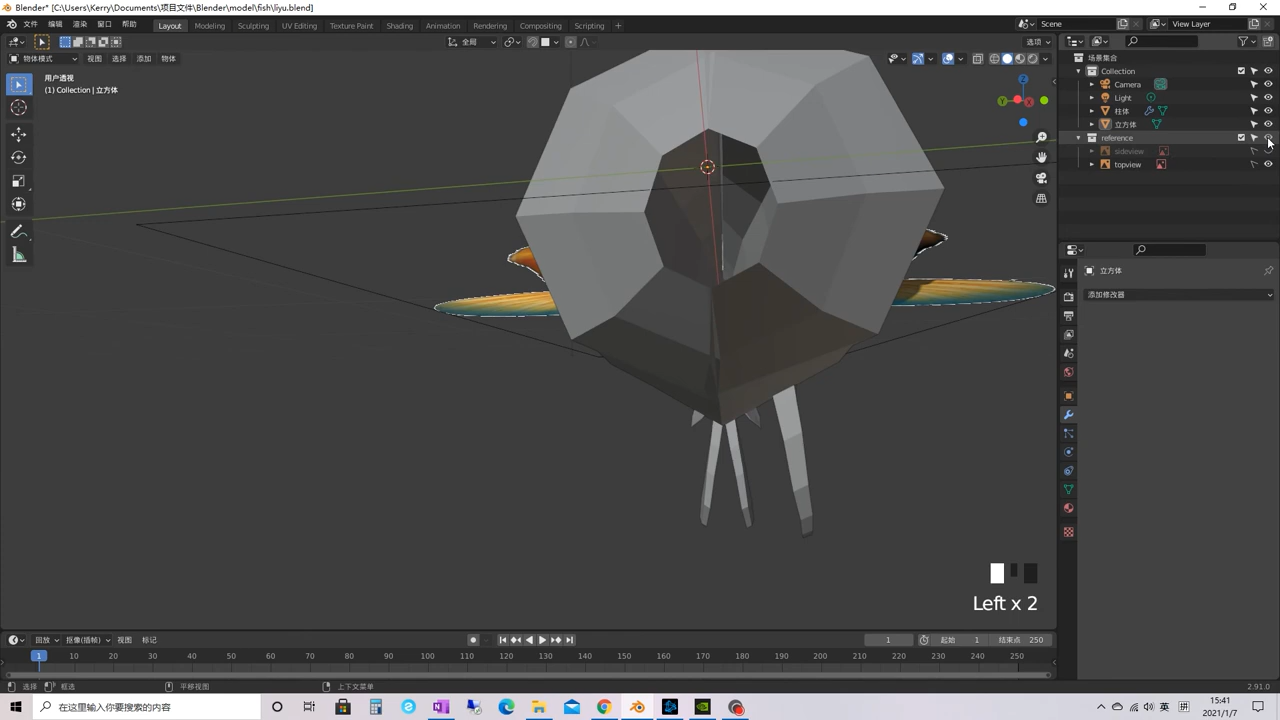 Blender* [C:\Users\Kerry\Documents\项目文件\Blender\model\fish\liyu.blend]
文件 编辑 渲染 窗口 帮助 Layout Modeling Sculpting UV Editing Texture Paint Shading Animation Rendering Compositing Scripting + Scene View Layer
全局 选项
物体模式 视图 选择 添加 物体
用户透视
(1) Collection | 立方体
场景集合
Collection
Camera
Light
柱体
立方体
reference
sideview
topview
立方体
添加修改器
X
Y
Z
Left x 2
回放 抠像(插帧) 视图 标记 1 起始 1 结束点 250
1 10 20 30 40 50 60 70 80 90 100 110 120 130 140 150 160 170 180 190 200 210 220 230 240 250
选择 框选 平移视图 上下文菜单 2.91.0
在这里输入你要搜索的内容
英 拼
15:41
2021/1/7